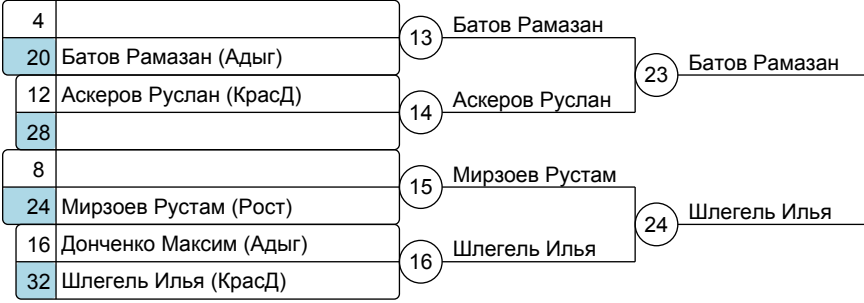 4
20 Батов Рамазан (Адыг)
13 Батов Рамазан
12 Аскеров Руслан (КрасД)
28
14 Аскеров Руслан
23 Батов Рамазан
8
24 Мирзоев Рустам (Рост)
15 Мирзоев Рустам
16 Донченко Максим (Адыг)
32 Шлегель Илья (КрасД)
16 Шлегель Илья
24 Шлегель Илья